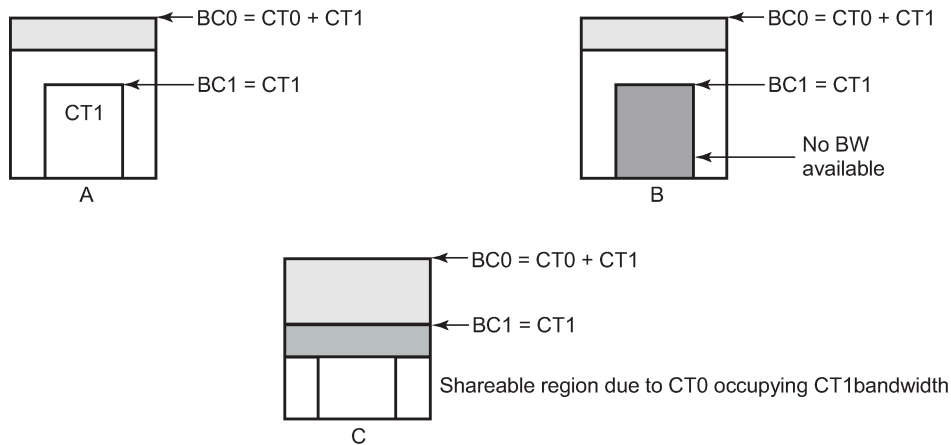 BC0 = CT0 + CT1
BC1 = CT1
CT1
A
BC0 = CT0 + CT1
BC1 = CT1
No BW
available
B
BC0 = CT0 + CT1
BC1 = CT1
Shareable region due to CT0 occupying CT1bandwidth
C